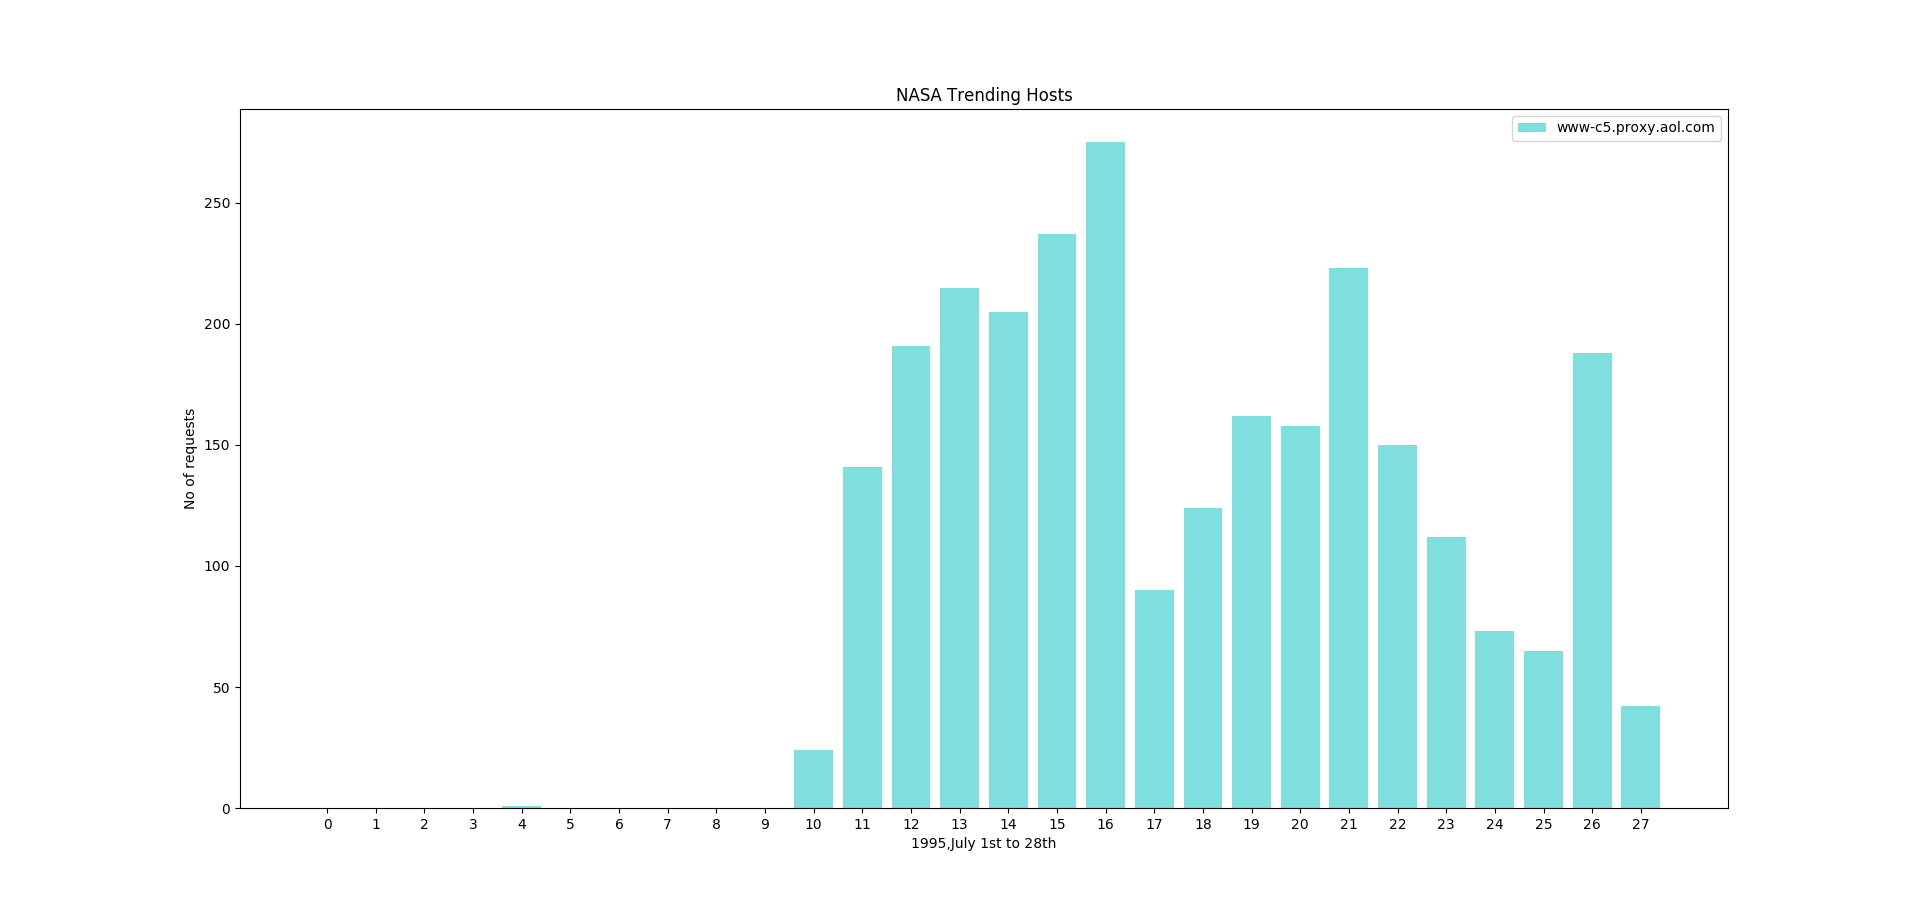 NASA Trending Hosts
www-c5.proxy.aol.com
No of requests
250
200
150
100
50
0
0 1 2 3 4 5 6 7 8 9 10 11 12 13 14 15 16 17 18 19 20 21 22 23 24 25 26 27
1995,July 1st to 28th